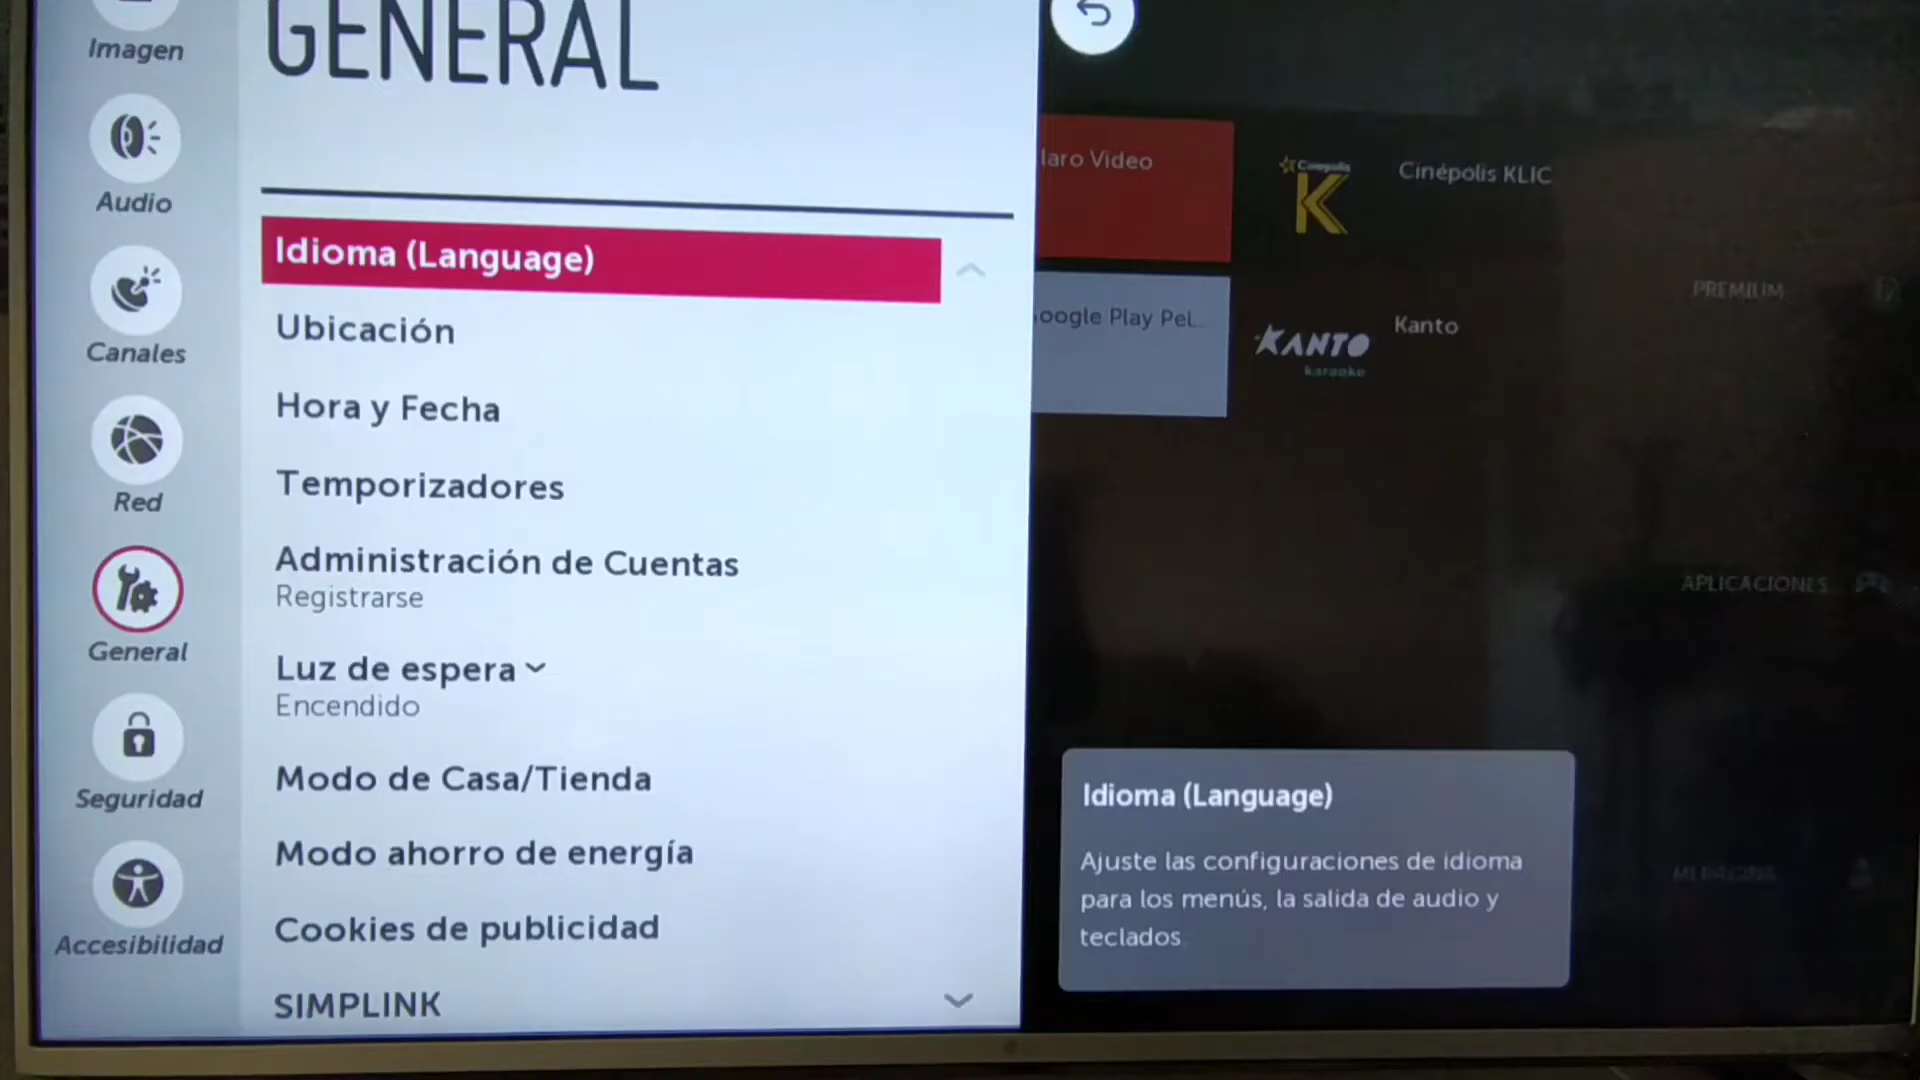 Imagen
Audio
Canales
Red
General
Seguridad
Accesibilidad
GENERAL
Idioma (Language)
Ubicación
Hora y Fecha
Temporizadores
Administración de Cuentas
Registrarse
Luz de espera
Encendido
Modo de Casa/Tienda
Modo ahorro de energía
Cookies de publicidad
SIMPLINK
laro Video
Cinépolis
K
Cinépolis KLIC
oogle Play Pel...
KANTO
karaoke
Kanto
PREMIUM
APLICACIONES
MI PÁGINA
Idioma (Language)
Ajuste las configuraciones de idioma
para los menús, la salida de audio y
teclados.